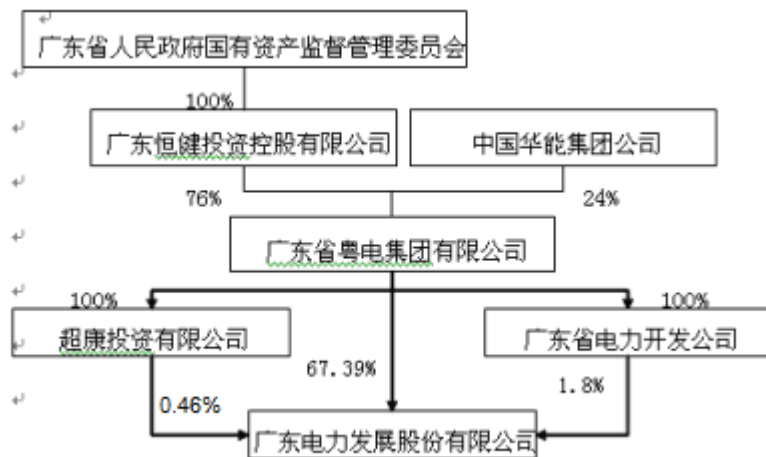 广东省人民政府国有资产监督管理委员会
100%
广东恒健投资控股有限公司
中国华能集团公司
76%
24%
广东省粤电集团有限公司
100%
100%
超康投资有限公司
广东省电力开发公司
67.39%
0.46%
1.8%
广东电力发展股份有限公司